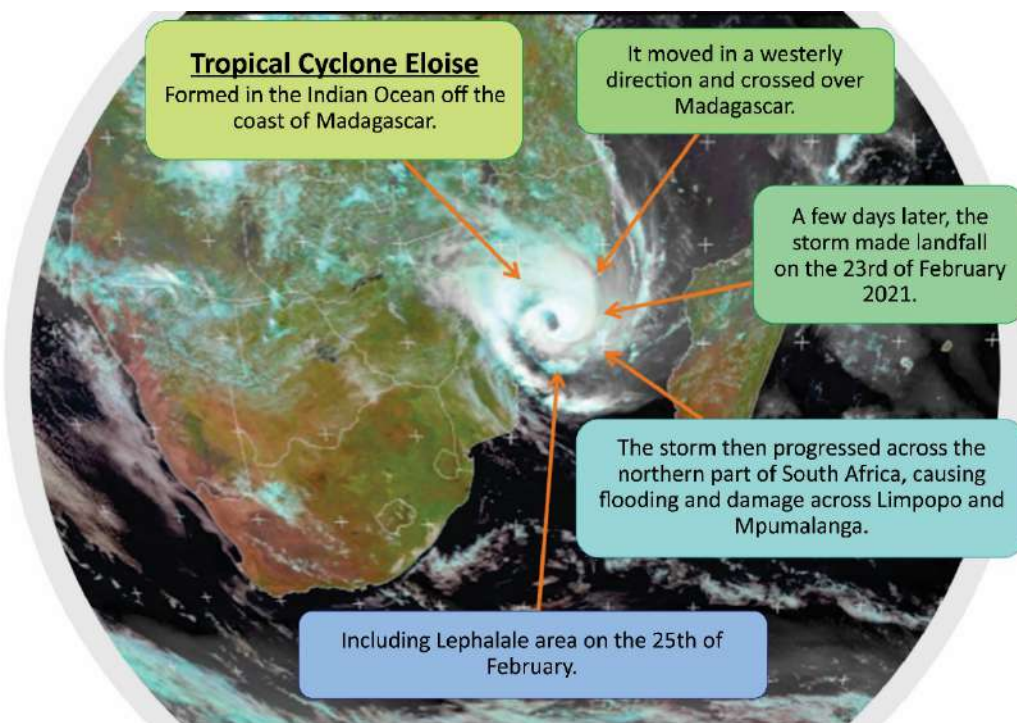 Tropical Cyclone Eloise
Formed in the Indian Ocean off the
coast of Madagascar.
It moved in a westerly
direction and crossed over
Madagascar.
A few days later, the
storm made landfall
on the 23rd of February
2021.
The storm then progressed across the
northern part of South Africa, causing
flooding and damage across Limpopo and
Mpumalanga.
Including Lephalale area on the 25th of
February.